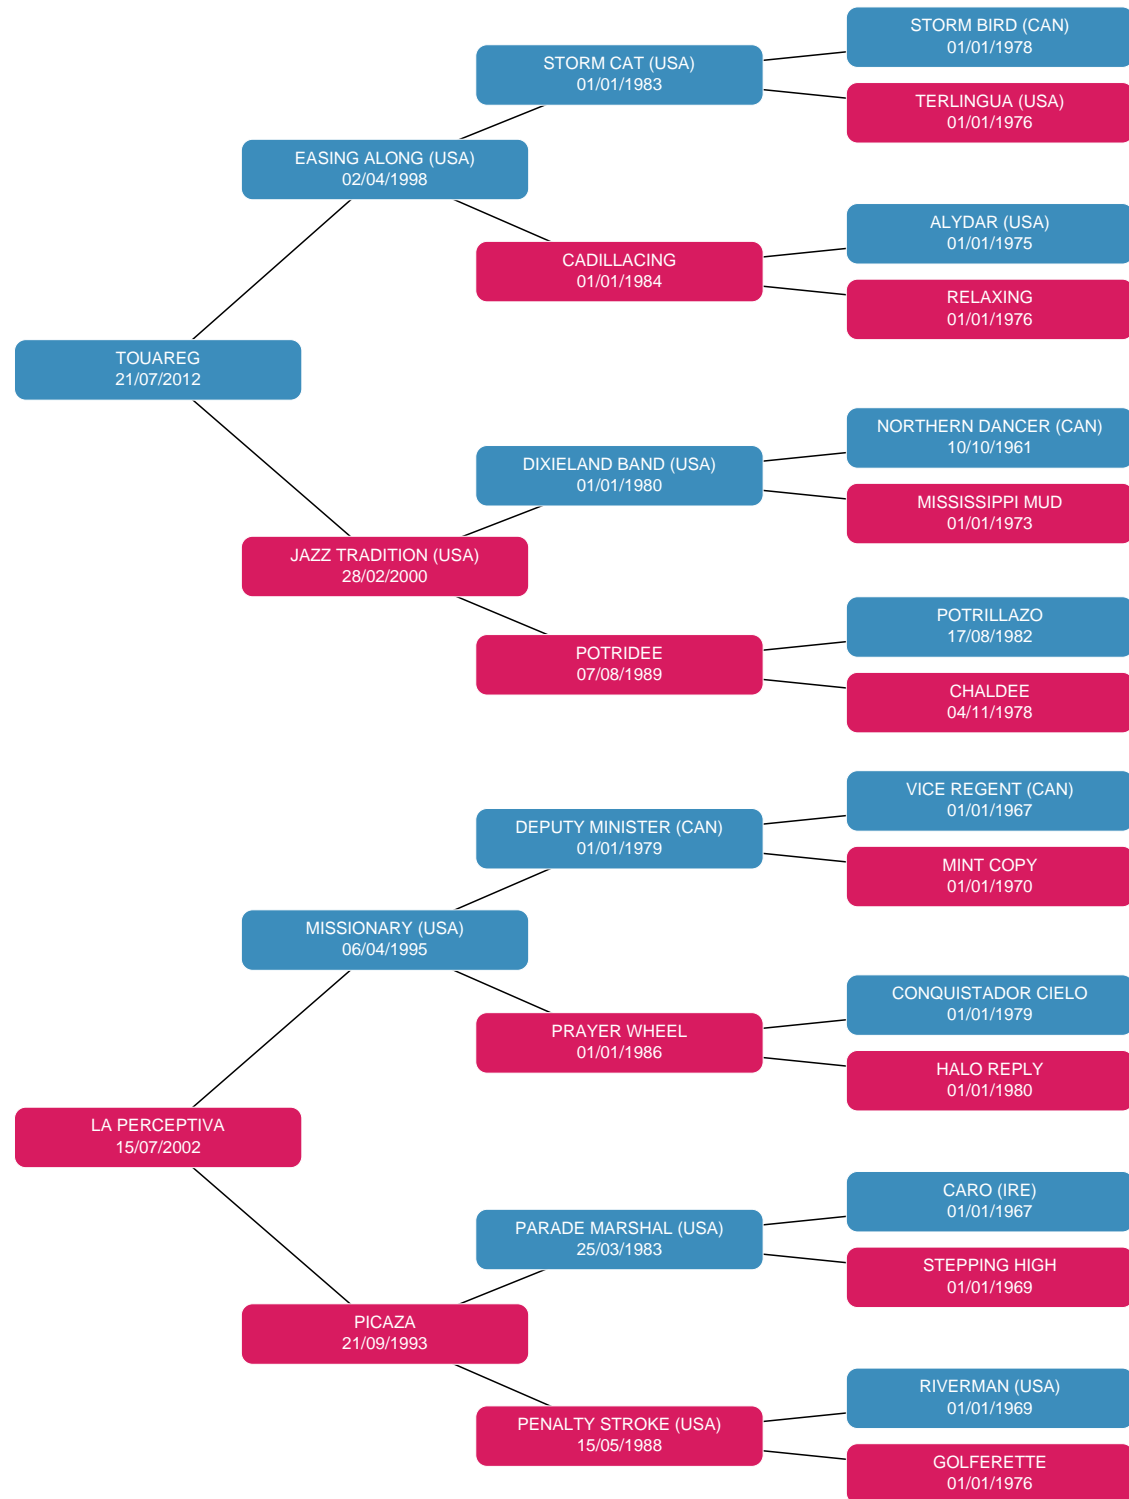 STORM BIRD (CAN)
01/01/1978
STORM CAT (USA)
01/01/1983
TERLINGUA (USA)
01/01/1976
EASING ALONG (USA)
02/04/1998
ALYDAR (USA)
01/01/1975
CADILLACING
01/01/1984
RELAXING
01/01/1976
TOUAREG
21/07/2012
NORTHERN DANCER (CAN)
10/10/1961
DIXIELAND BAND (USA)
01/01/1980
MISSISSIPPI MUD
01/01/1973
JAZZ TRADITION (USA)
28/02/2000
POTRILLAZO
17/08/1982
POTRIDEE
07/08/1989
CHALDEE
04/11/1978
VICE REGENT (CAN)
01/01/1967
DEPUTY MINISTER (CAN)
01/01/1979
MINT COPY
01/01/1970
MISSIONARY (USA)
06/04/1995
CONQUISTADOR CIELO
01/01/1979
PRAYER WHEEL
01/01/1986
HALO REPLY
01/01/1980
LA PERCEPTIVA
15/07/2002
CARO (IRE)
01/01/1967
PARADE MARSHAL (USA)
25/03/1983
STEPPING HIGH
01/01/1969
PICAZA
21/09/1993
RIVERMAN (USA)
01/01/1969
PENALTY STROKE (USA)
15/05/1988
GOLFERETTE
01/01/1976